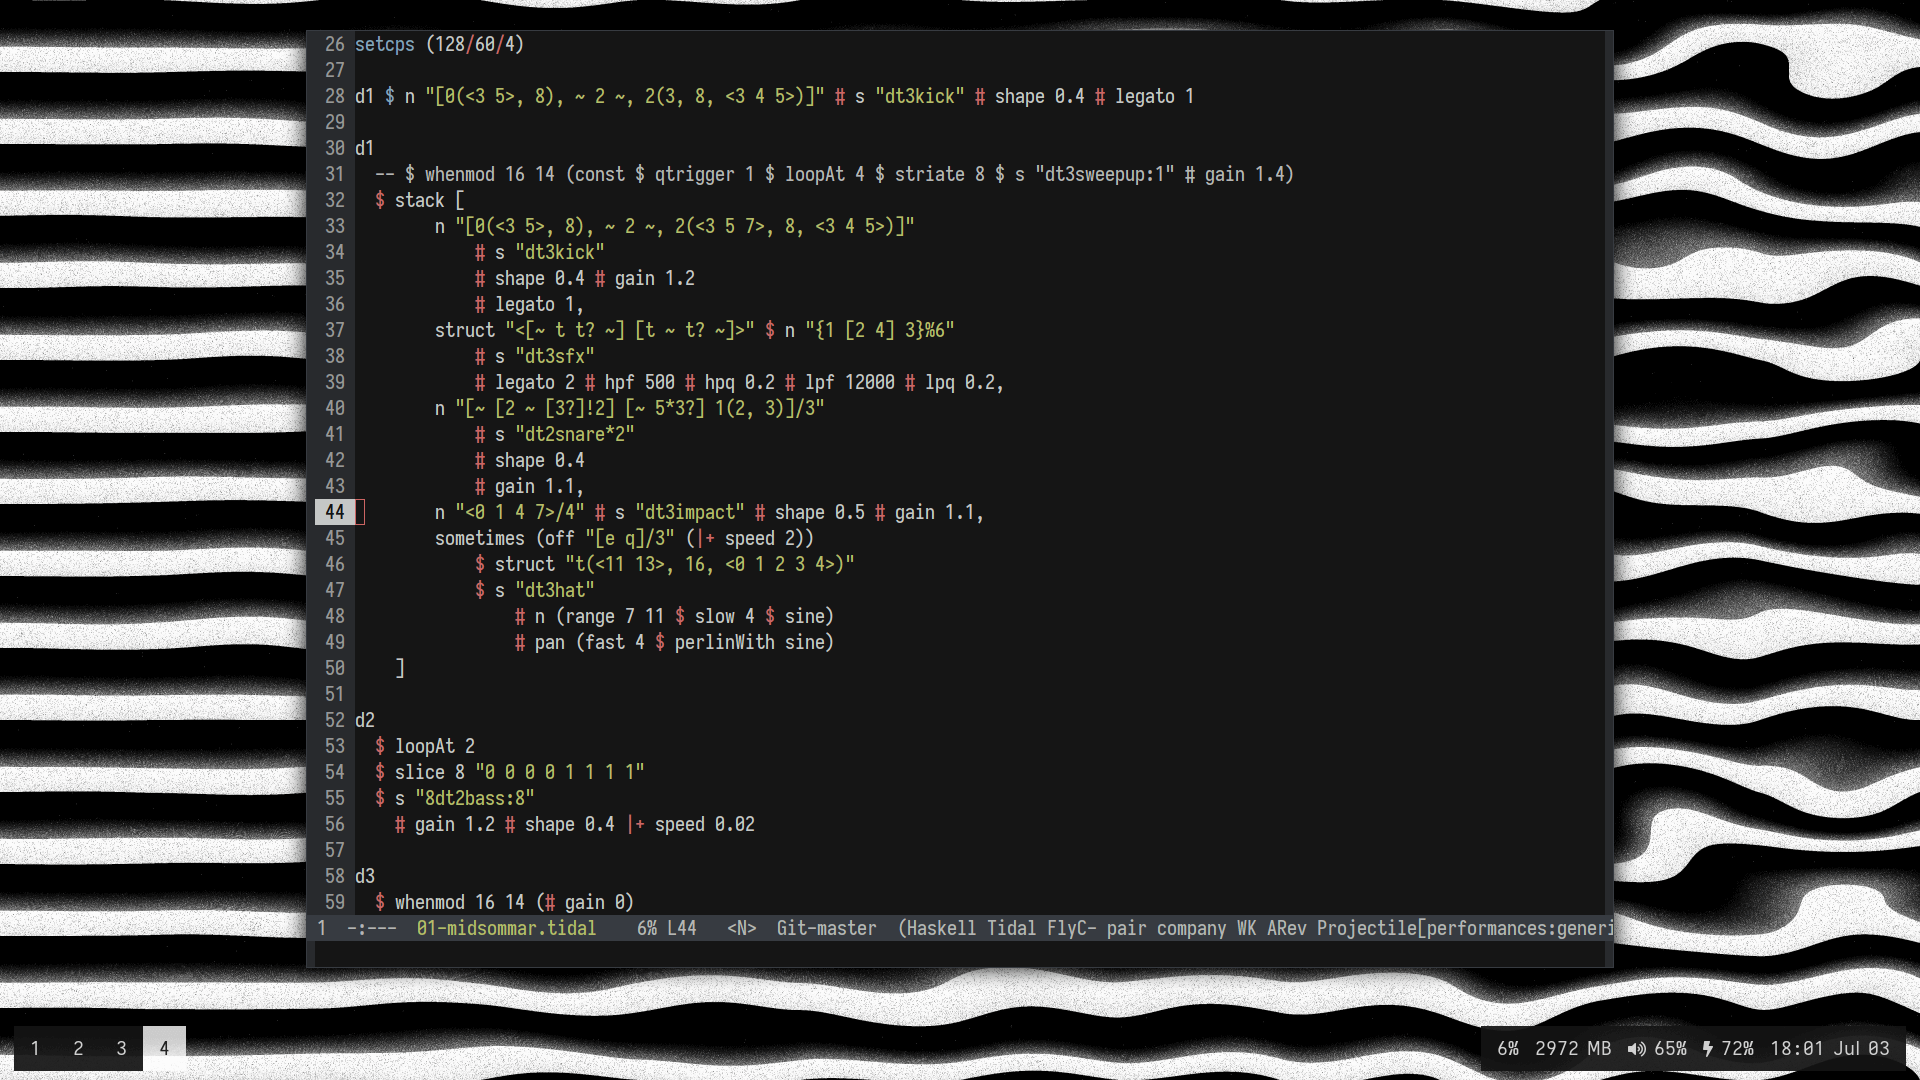 26 setcps (128/60/4)
27
28 d1 $ n "[0(<3 5>, 8), ~ 2 ~, 2(3, 8, <3 4 5>)]" # s "dt3kick" # shape 0.4 # legato 1
29
30 d1
31   -- $ whenmod 16 14 (const $ qtrigger 1 $ loopAt 4 $ striate 8 $ s "dt3sweepup:1" # gain 1.4)
32   $ stack [
33         n "[0(<3 5>, 8), ~ 2 ~, 2(<3 5 7>, 8, <3 4 5>)]"
34             # s "dt3kick"
35             # shape 0.4 # gain 1.2
36             # legato 1,
37         struct "<[~ t t? ~] [t ~ t? ~]>" $ n "{1 [2 4] 3}%6"
38             # s "dt3sfx"
39             # legato 2 # hpf 500 # hpq 0.2 # lpf 12000 # lpq 0.2,
40         n "[~ [2 ~ [3?]!2] [~ 5*3?] 1(2, 3)]/3"
41             # s "dt2snare*2"
42             # shape 0.4
43             # gain 1.1,
44         n "<0 1 4 7>/4" # s "dt3impact" # shape 0.5 # gain 1.1,
45         sometimes (off "[e q]/3" (|+ speed 2))
46             $ struct "t(<11 13>, 16, <0 1 2 3 4>)"
47             $ s "dt3hat"
48                 # n (range 7 11 $ slow 4 $ sine)
49                 # pan (fast 4 $ perlinWith sine)
50     ]
51
52 d2
53   $ loopAt 2
54   $ slice 8 "0 0 0 0 1 1 1 1"
55   $ s "8dt2bass:8"
56     # gain 1.2 # shape 0.4 |+ speed 0.02
57
58 d3
59   $ whenmod 16 14 (# gain 0)
1  -:---  01-midsommar.tidal    6% L44   <N>  Git-master  (Haskell Tidal FlyC- pair company WK ARev Projectile[performances:generi
1 2 3 4
6% 2972 MB 65% 72% 18:01 Jul 03